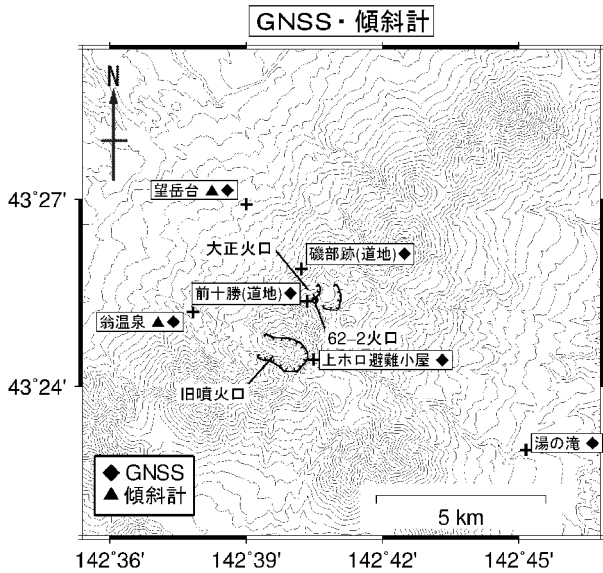 GNSS・傾斜計
N
43°27'
望岳台 ▲◆
大正火口
磯部跡(道地)◆
前十勝(道地)◆
翁温泉 ▲◆
62−2火口
上ホロ避難小屋 ◆
43°24'
旧噴火口
湯の滝 ◆
◆ GNSS
▲ 傾斜計
5 km
142°36'
142°39'
142°42'
142°45'